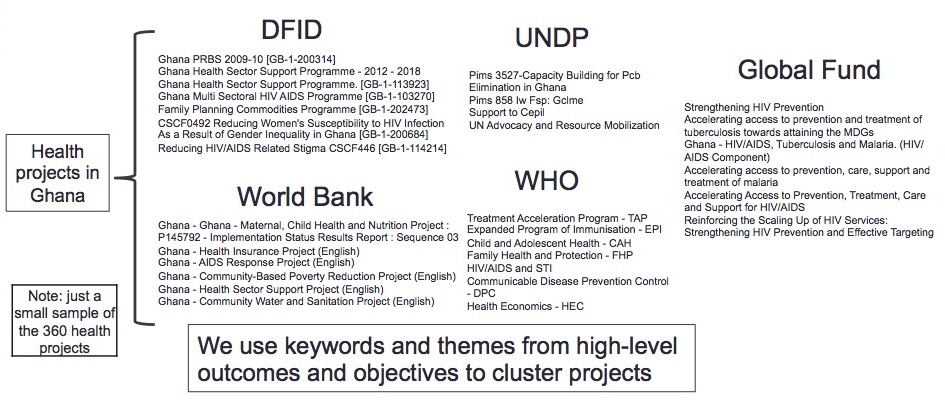 Health
projects in
Ghana
Note: just a
small sample of
the 360 health
projects
DFID
Ghana PRBS 2009-10 [GB-1-200314]
Ghana Health Sector Support Programme - 2012 - 2018
Ghana Health Sector Support Programme. [GB-1-113923]
Ghana Multi Sectoral HIV AIDS Programme [GB-1-103270]
Family Planning Commodities Programme [GB-1-202473]
CSCF0492 Reducing Women's Susceptibility to HIV Infection
As a Result of Gender Inequality in Ghana [GB-1-200684]
Reducing HIV/AIDS Related Stigma CSCF446 [GB-1-114214]
World Bank
Ghana - Ghana - Maternal, Child Health and Nutrition Project :
P145792 - Implementation Status Results Report : Sequence 03
Ghana - Health Insurance Project (English)
Ghana - AIDS Response Project (English)
Ghana - Community-Based Poverty Reduction Project (English)
Ghana - Health Sector Support Project (English)
Ghana - Community Water and Sanitation Project (English)
UNDP
Pims 3527-Capacity Building for Pcb
Elimination in Ghana
Pims 858 Iw Fsp: Gclme
Support to Cepil
UN Advocacy and Resource Mobilization
WHO
Treatment Acceleration Program - TAP
Expanded Program of Immunisation - EPI
Child and Adolescent Health - CAH
Family Health and Protection - FHP
HIV/AIDS and STI
Communicable Disease Prevention Control
- DPC
Health Economics - HEC
Global Fund
Strengthening HIV Prevention
Accelerating access to prevention and treatment of
tuberculosis towards attaining the MDGs
Ghana - HIV/AIDS, Tuberculosis and Malaria. (HIV/
AIDS Component)
Accelerating access to prevention, care, support and
treatment of malaria
Accelerating Access to Prevention, Treatment, Care
and Support for HIV/AIDS
Reinforcing the Scaling Up of HIV Services:
Strengthening HIV Prevention and Effective Targeting
We use keywords and themes from high-level
outcomes and objectives to cluster projects